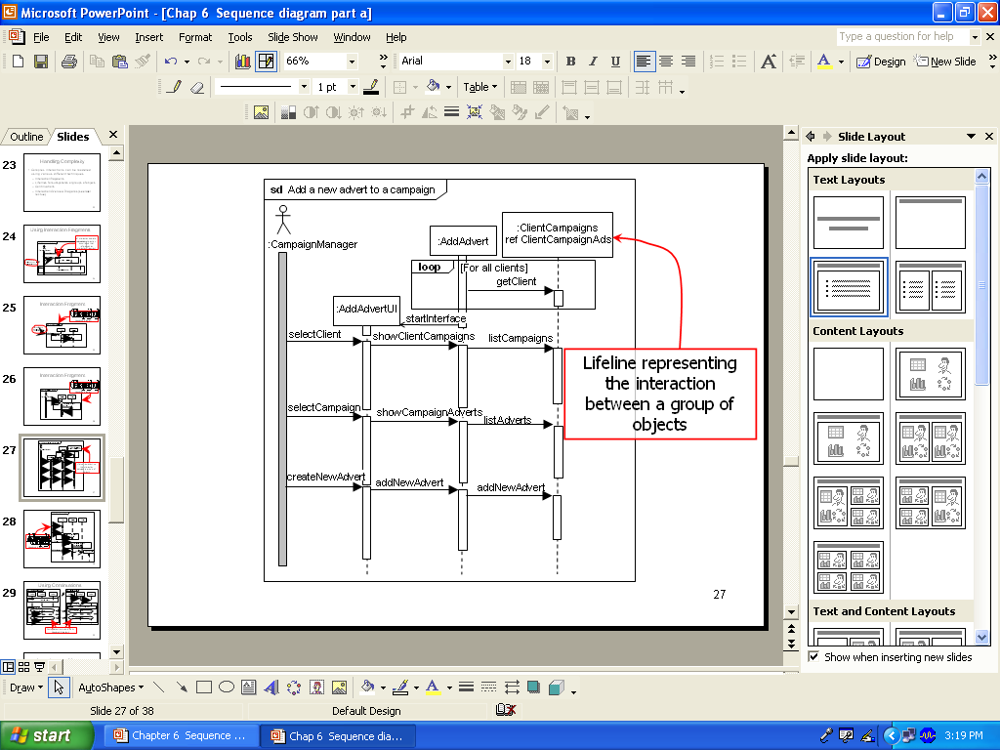 Microsoft PowerPoint - [Chap 6 Sequence diagram part a]
File Edit View Insert Format Tools Slide Show Window Help
Type a question for help
66% Arial 18 B I U A A Design New Slide
1 pt Table
Outline Slides
Slide Layout
Apply slide layout:
Text Layouts
Content Layouts
Text and Content Layouts
Show when inserting new slides
23
Handling Complexity
24
Using Interaction Fragments
25
Interaction Fragment
26
Interaction Fragment
27
28
29
Using Continuations
sd Add a new advert to a campaign
:CampaignManager
:AddAdvert
:ClientCampaigns
ref ClientCampaignAds
loop [For all clients]
getClient
:AddAdvertUI
startInterface
selectClient showClientCampaigns listCampaigns
Lifeline representing
the interaction
between a group of
objects
selectCampaign showCampaignAdverts listAdverts
createNewAdvert addNewAdvert addNewAdvert
27
Draw AutoShapes
Slide 27 of 38 Default Design
start Chapter 6 Sequence ... Chap 6 Sequence dia... 3:19 PM